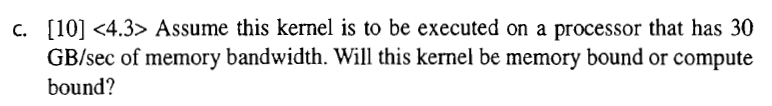 c. [10] <4.3> Assume this kernel is to be executed on a processor that has 30
GB/sec of memory bandwidth. Will this kernel be memory bound or compute
bound?